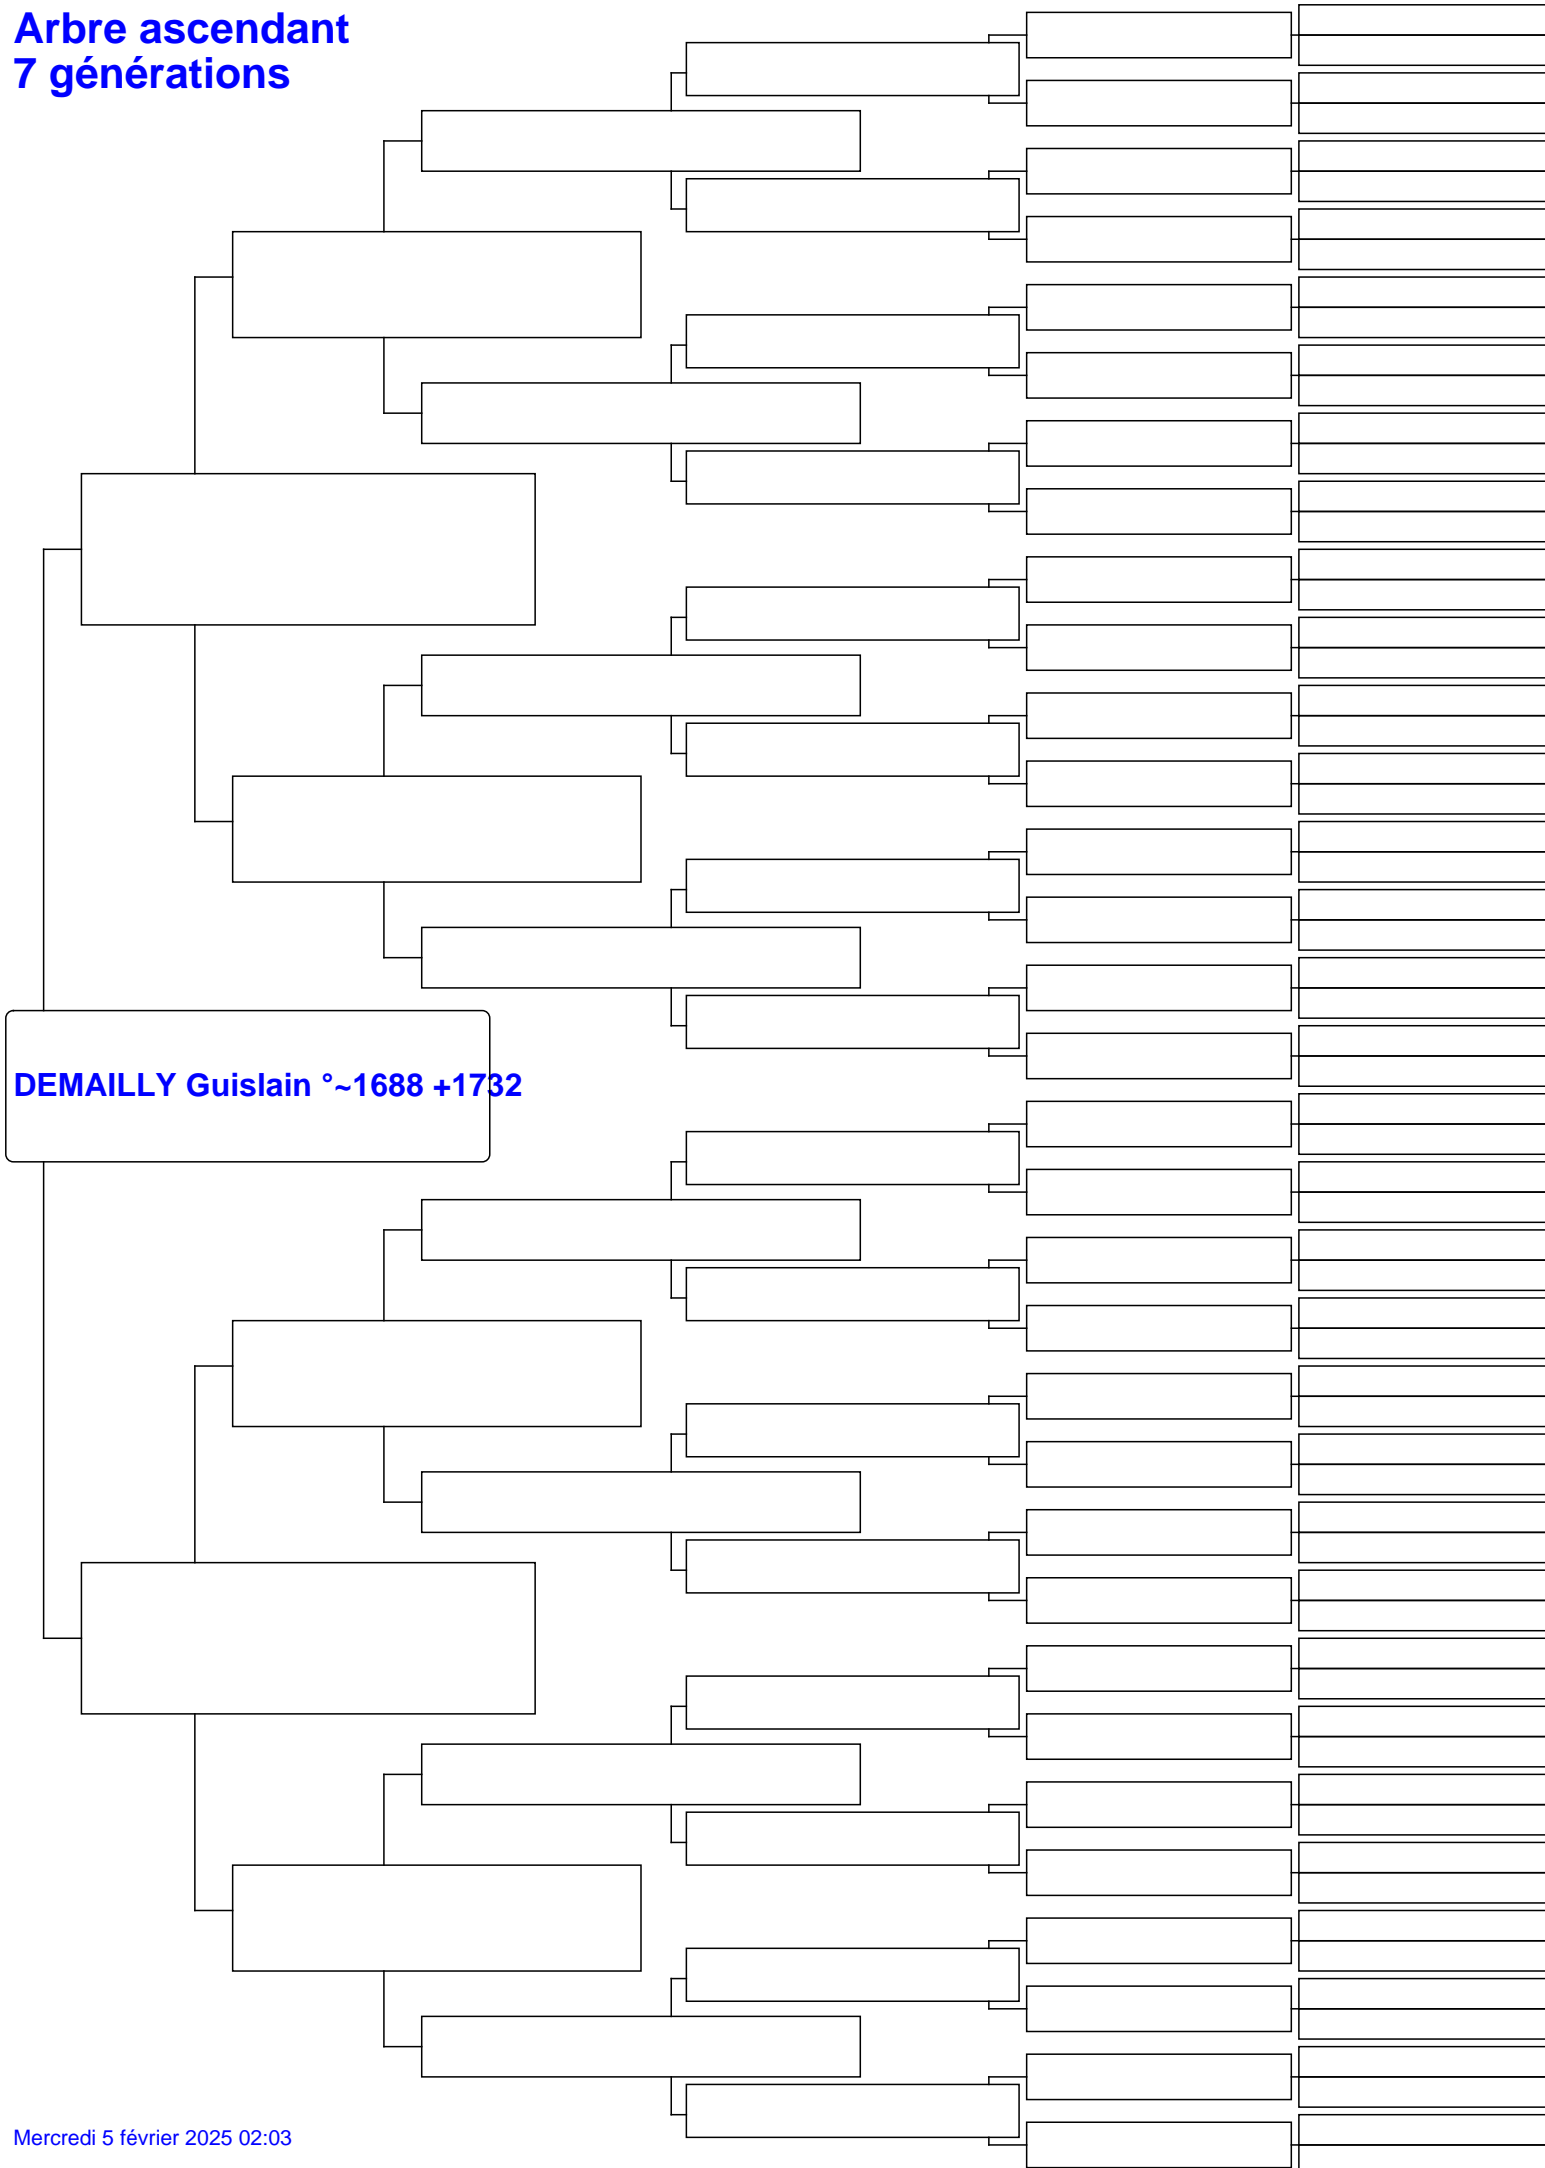 Arbre ascendant
7 générations
DEMAILLY Guislain °~1688 +1732
Mercredi 5 février 2025 02:03